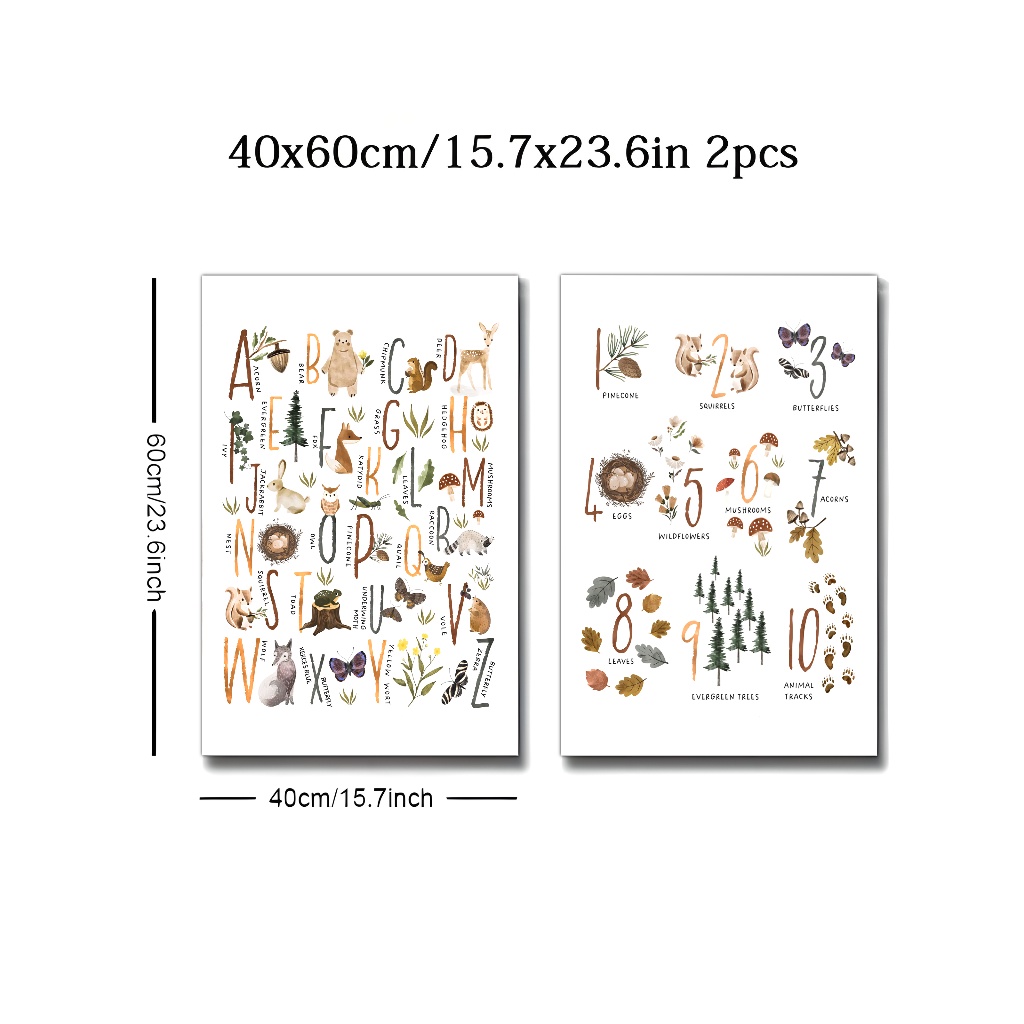 40x60cm/15.7x23.6in 2pcs
60cm/23.6inch
40cm/15.7inch
A ACORN
B BEAR
C CHIPMUNK
D DEER
E EVERGREEN
F FOX
G GRASS
H HEDGEHOG
I IVY
J JACKRABBIT
K KATYDID
L LEAVES
M MUSHROOMS
N NEST
O OWL
P PINECONE
Q QUAIL
R RACCOON
S SQUIRREL
T TOAD
U UNDERWING MOTH
V VOLE
W WOLF
X BUTTERFLY
Y YELLOW WORT
Z ZEBRA BUTTERFLY
1 PINECONE
2 SQUIRRELS
3 BUTTERFLIES
4 EGGS
5 WILDFLOWERS
6 MUSHROOMS
7 ACORNS
8 LEAVES
9 EVERGREEN TREES
10 ANIMAL
TRACKS